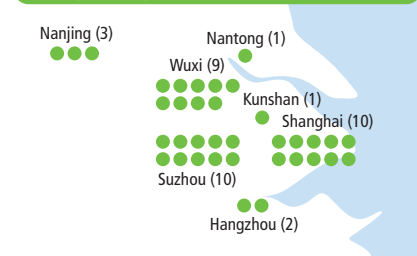 Nanjing (3)
Nantong (1)
Wuxi (9)
Kunshan (1)
Shanghai (10)
Suzhou (10)
Hangzhou (2)